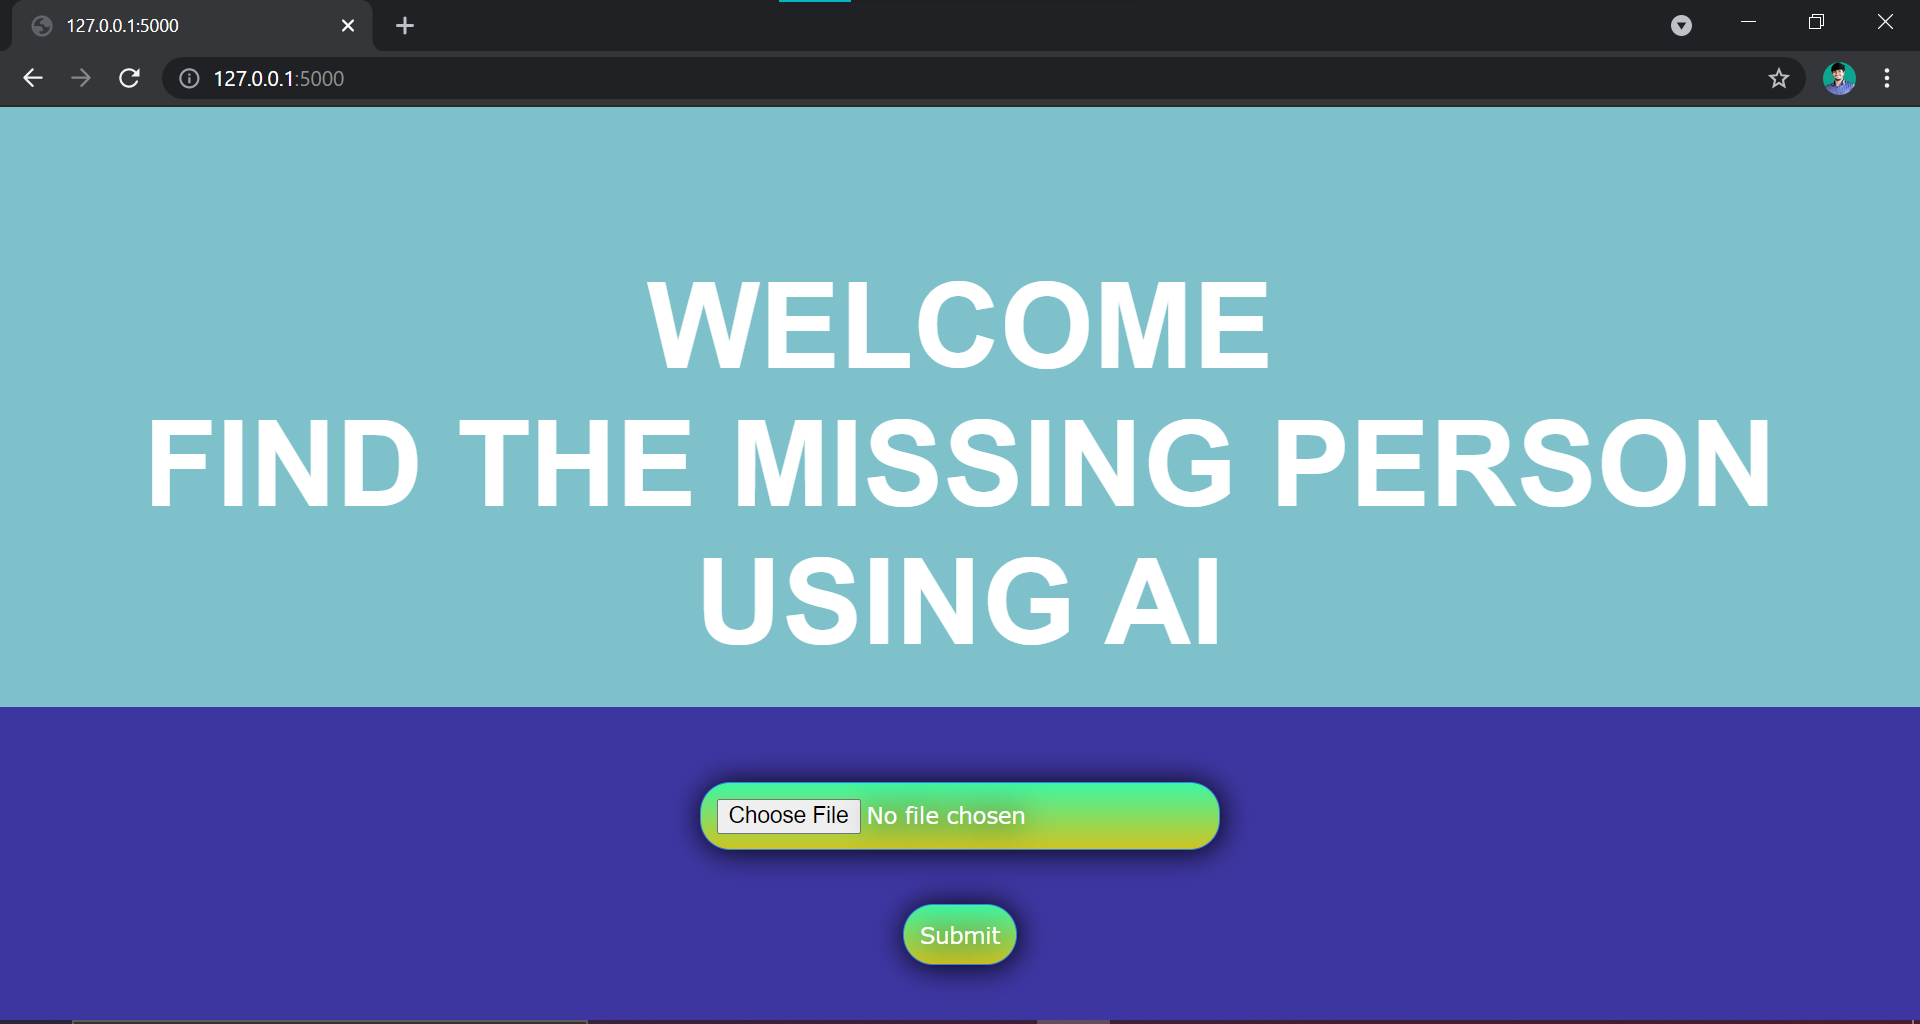 127.0.0.1:5000
127.0.0.1:5000
WELCOME
FIND THE MISSING PERSON
USING AI
Choose File No file chosen
Submit